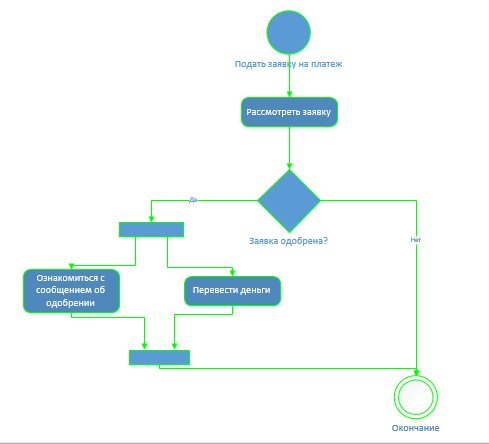 Подать заявку на платеж
Рассмотреть заявку
Да
Заявка одобрена?
Нет
Ознакомиться с
сообщением об
одобрении
Перевести деньги
Окончание